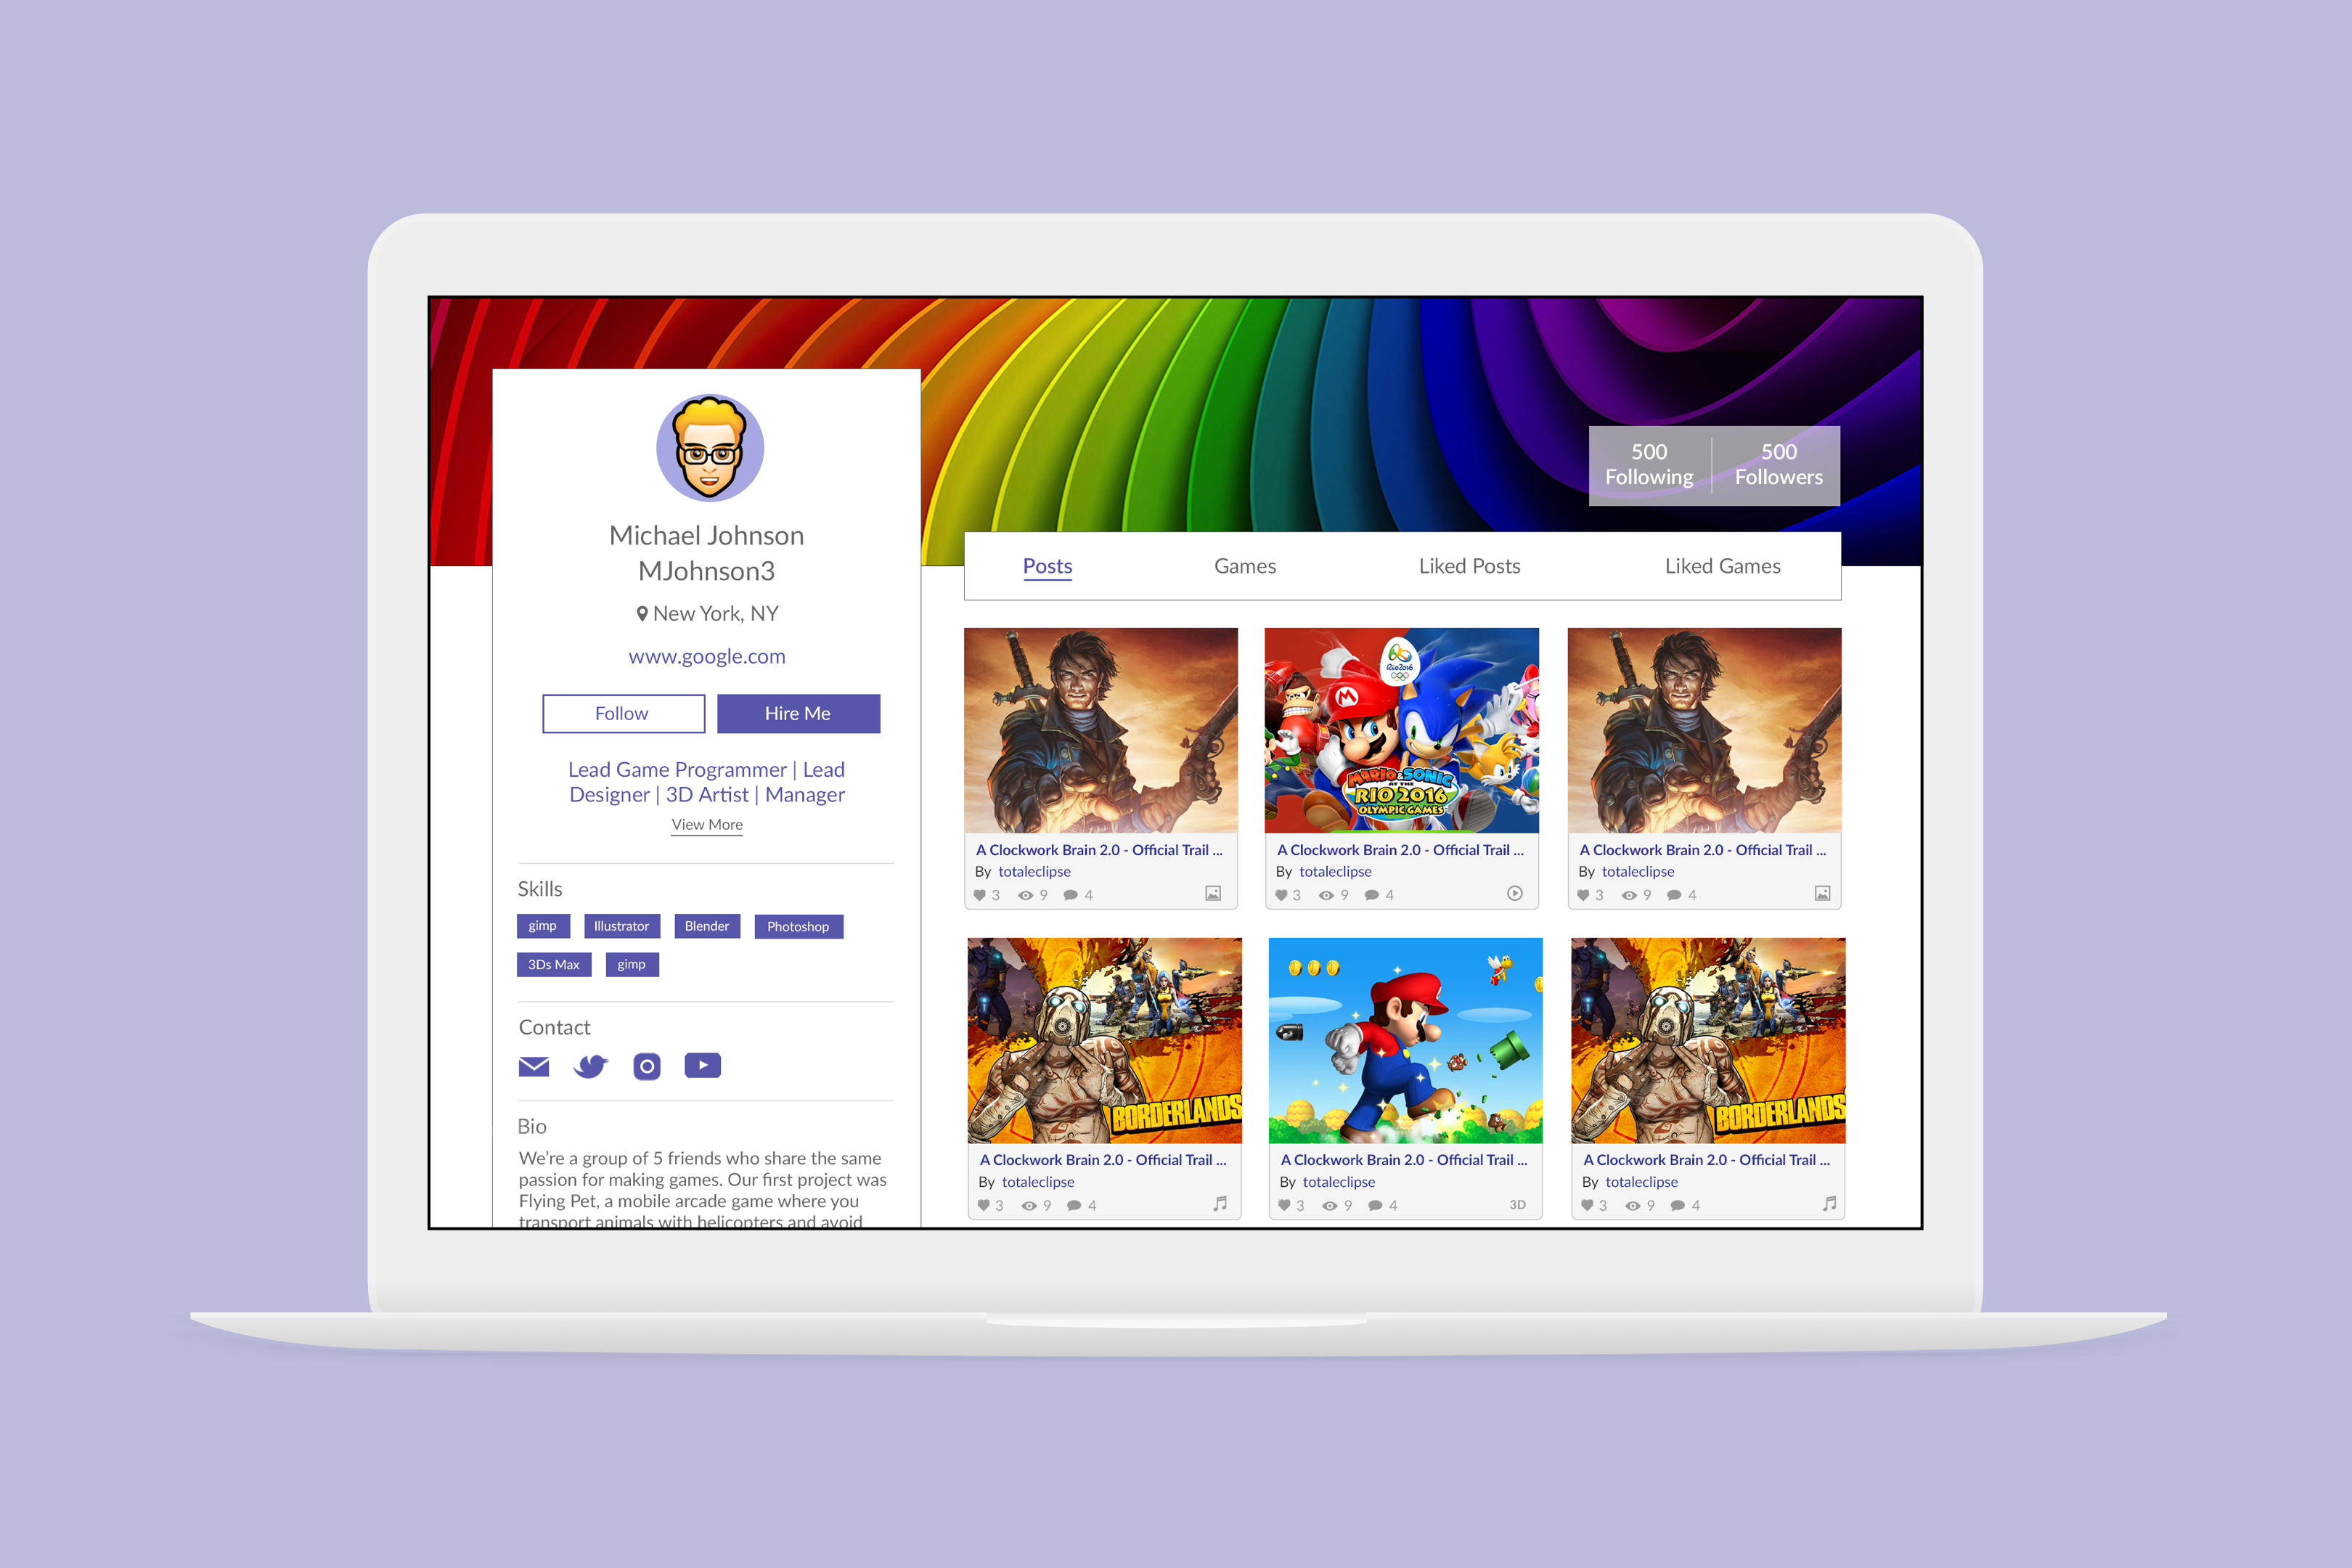 500
Following
500
Followers
Michael Johnson
MJohnson3
New York, NY
www.google.com
Follow
Hire Me
Lead Game Programmer | Lead
Designer | 3D Artist | Manager
View More
Skills
gimp
Illustrator
Blender
Photoshop
3Ds Max
gimp
Contact
Bio
We're a group of 5 friends who share the same
passion for making games. Our first project was
Flying Pet, a mobile arcade game where you
transport animals with helicopters and avoid
Posts
Games
Liked Posts
Liked Games
A Clockwork Brain 2.0 - Official Trail ...
By totaleclipse
3 9 4
M
Rio2016
MARIO & SONIC
AT THE
RIO 2016
OLYMPIC GAMES
A Clockwork Brain 2.0 - Official Trail ...
By totaleclipse
3 9 4
A Clockwork Brain 2.0 - Official Trail ...
By totaleclipse
3 9 4
BORDERLANDS
A Clockwork Brain 2.0 - Official Trail ...
By totaleclipse
3 9 4
A Clockwork Brain 2.0 - Official Trail ...
By totaleclipse
3 9 4 3D
BORDERLANDS
A Clockwork Brain 2.0 - Official Trail ...
By totaleclipse
3 9 4